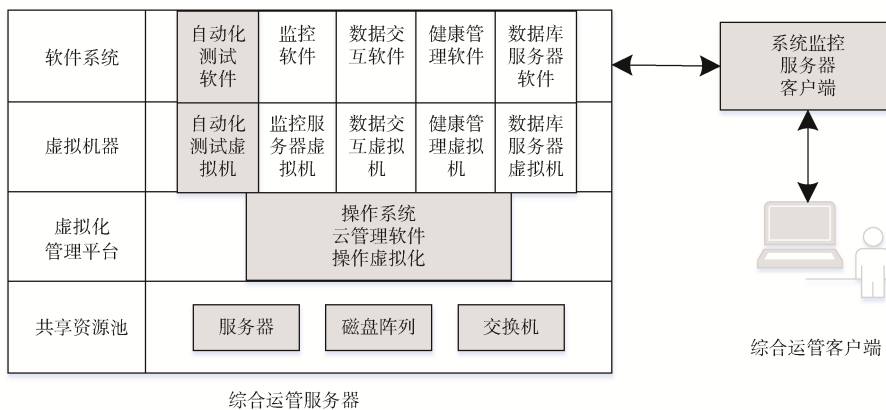 软件系统
自动化
测试
软件
监控
软件
数据交
互软件
健康管
理软件
数据库
服务器
软件
虚拟机器
自动化
测试虚
拟机
监控服
务器虚
拟机
数据交
互虚拟
机
健康管
理虚拟
机
数据库
服务器
虚拟机
虚拟化
管理平台
操作系统
云管理软件
操作虚拟化
共享资源池
服务器
磁盘阵列
交换机
综合运管服务器
系统监控
服务器
客户端
综合运管客户端